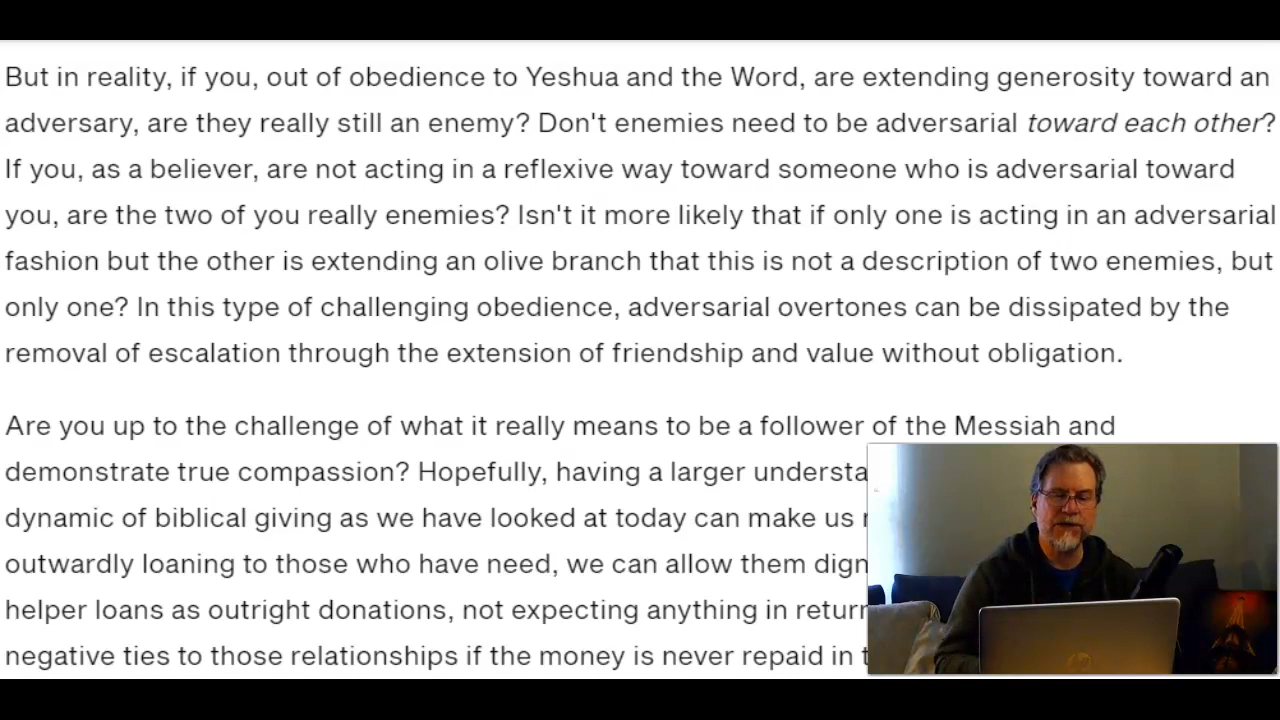 But in reality, if you, out of obedience to Yeshua and the Word, are extending generosity toward an
adversary, are they really still an enemy? Don't enemies need to be adversarial toward each other?
If you, as a believer, are not acting in a reflexive way toward someone who is adversarial toward
you, are the two of you really enemies? Isn't it more likely that if only one is acting in an adversarial
fashion but the other is extending an olive branch that this is not a description of two enemies, but
only one? In this type of challenging obedience, adversarial overtones can be dissipated by the
removal of escalation through the extension of friendship and value without obligation.
Are you up to the challenge of what it really means to be a follower of the Messiah and
demonstrate true compassion? Hopefully, having a larger understa
dynamic of biblical giving as we have looked at today can make us
outwardly loaning to those who have need, we can allow them dign
helper loans as outright donations, not expecting anything in return
negative ties to those relationships if the money is never repaid in